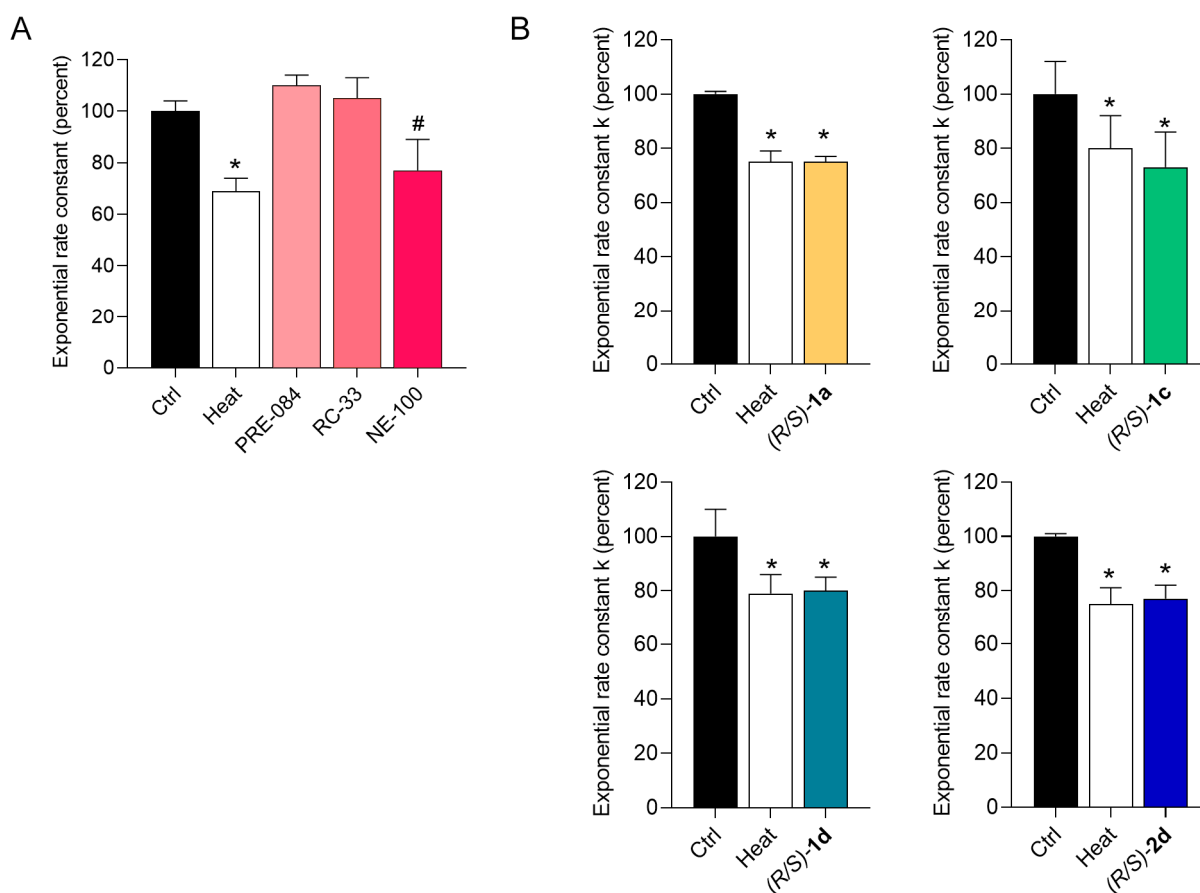 A
Exponential rate constant (percent)
120
100
80
60
40
20
0
*
#
Ctrl
Heat
PRE-084
RC-33
NE-100
B
Exponential rate constant k (percent)
120
100
80
60
40
20
0
*
*
Ctrl
Heat
(R/S)-1a
Exponential rate constant k (percent)
120
100
80
60
40
20
0
*
*
Ctrl
Heat
(R/S)-1c
Exponential rate constant k (percent)
120
100
80
60
40
20
0
*
*
Ctrl
Heat
(R/S)-1d
Exponential rate constant k (percent)
120
100
80
60
40
20
0
*
*
Ctrl
Heat
(R/S)-2d